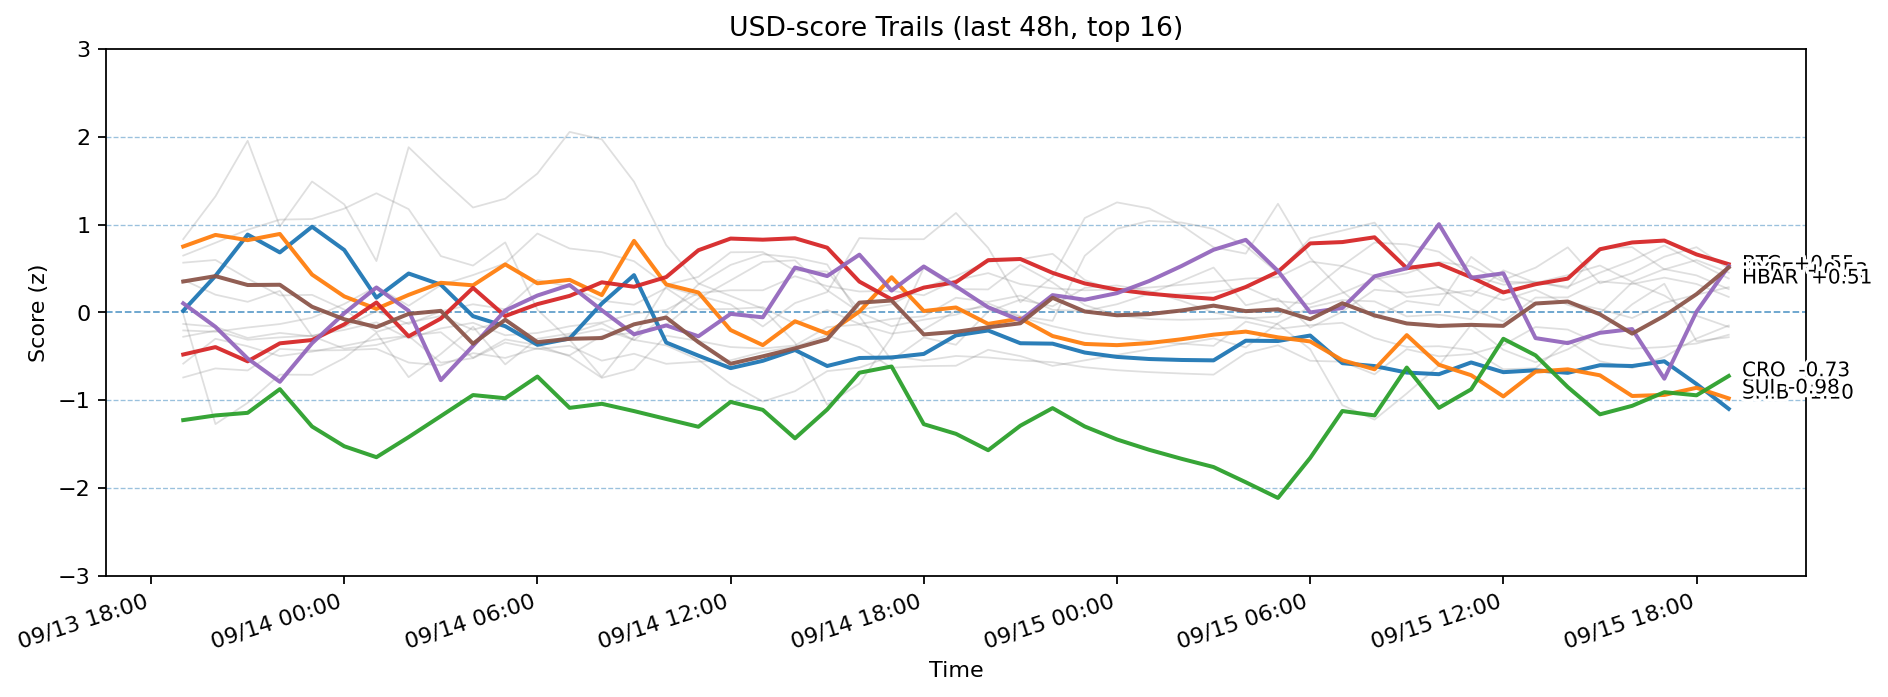 USD-score Trails (last 48h, top 16)
Score (z)
3
2
1
0
−1
−2
−3
HBAR +0.51
CRO -0.73
SUI -0.98
09/13 18:00
09/14 00:00
09/14 06:00
09/14 12:00
09/14 18:00
09/15 00:00
09/15 06:00
09/15 12:00
09/15 18:00
Time